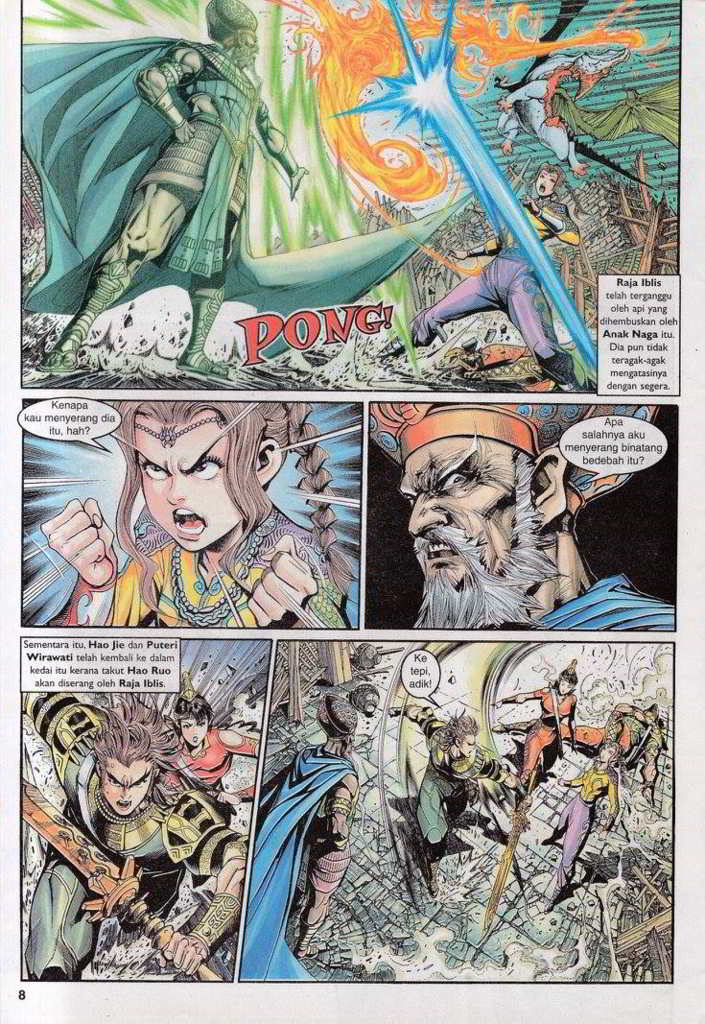 PONG!
Raja Iblis
telah terganggu
oleh api yang
dihembuskan oleh
Anak Naga itu.
Dia pun tidak
teragak-agak
mengatasinya
dengan segera.
Kenapa
kau menyerang dia
itu, hah?
Apa
salahnya aku
menyerang binatang
bedebah itu?
Sementara itu, Hao Jie dan Puteri
Wirawati telah kembali ke dalam
kedai itu kerana takut Hao Ruo
akan diserang oleh Raja Iblis.
Ke
tepi,
adik!
8